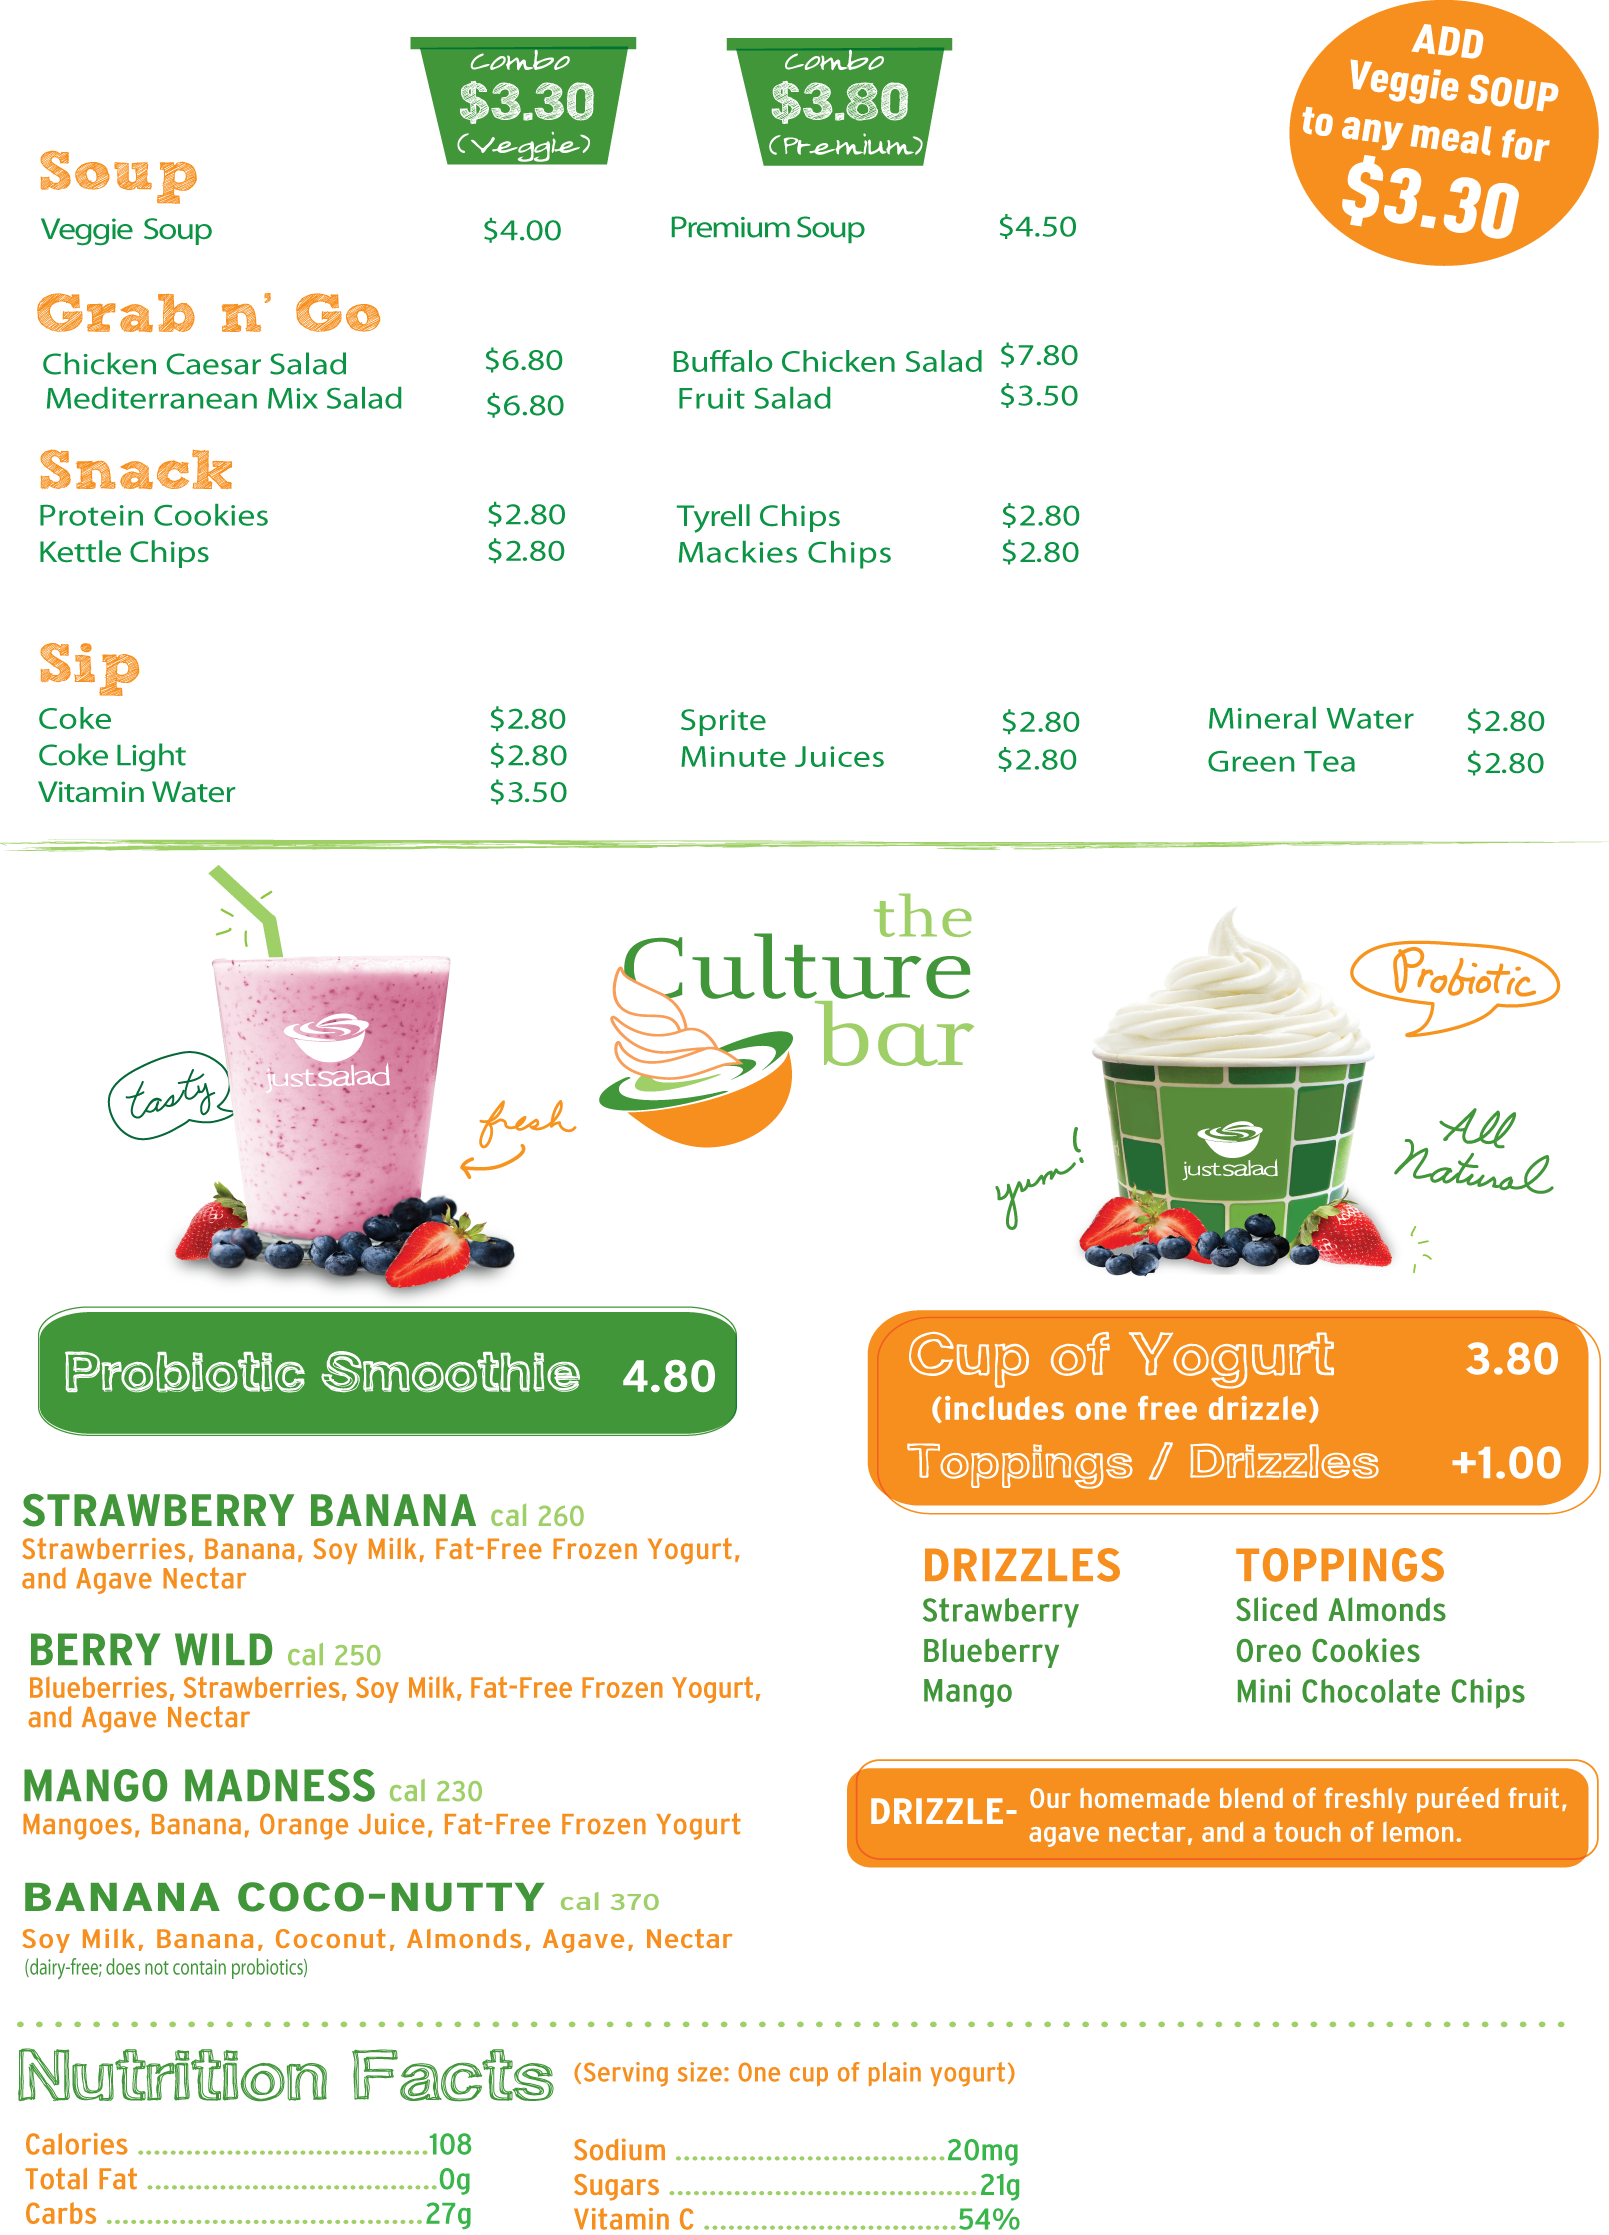 Combo
$3.30
(Veggie)
Combo
$3.80
(Premium)
ADD
Veggie SOUP
to any meal for
$3.30
Soup
Veggie Soup $4.00 Premium Soup $4.50
Grab n' Go
Chicken Caesar Salad $6.80 Buffalo Chicken Salad $7.80
Mediterranean Mix Salad $6.80 Fruit Salad $3.50
Snack
Protein Cookies $2.80 Tyrell Chips $2.80
Kettle Chips $2.80 Mackies Chips $2.80
Sip
Coke $2.80 Sprite $2.80 Mineral Water $2.80
Coke Light $2.80 Minute Juices $2.80 Green Tea $2.80
Vitamin Water $3.50
the
Culture
bar
tasty
justsalad
fresh
Probiotic
yum!
justsalad
All
Natural
Probiotic Smoothie 4.80
STRAWBERRY BANANA cal 260
Strawberries, Banana, Soy Milk, Fat-Free Frozen Yogurt,
and Agave Nectar
BERRY WILD cal 250
Blueberries, Strawberries, Soy Milk, Fat-Free Frozen Yogurt,
and Agave Nectar
MANGO MADNESS cal 230
Mangoes, Banana, Orange Juice, Fat-Free Frozen Yogurt
BANANA COCO-NUTTY cal 370
Soy Milk, Banana, Coconut, Almonds, Agave, Nectar
(dairy-free; does not contain probiotics)
Cup of Yogurt 3.80
(includes one free drizzle)
Toppings / Drizzles +1.00
DRIZZLES
Strawberry
Blueberry
Mango
TOPPINGS
Sliced Almonds
Oreo Cookies
Mini Chocolate Chips
DRIZZLE- Our homemade blend of freshly puréed fruit,
agave nectar, and a touch of lemon.
Nutrition Facts (Serving size: One cup of plain yogurt)
Calories ..................................108
Total Fat ..................................0g
Carbs .....................................27g
Sodium ................................20mg
Sugars ....................................21g
Vitamin C ..............................54%